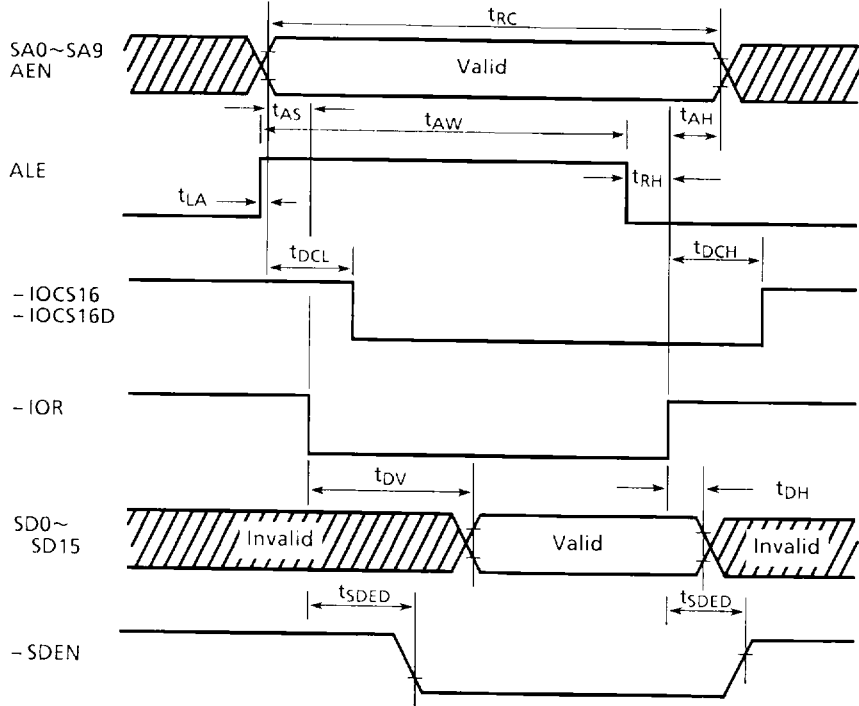 tRC
SA0~SA9
AEN
Valid
tAS
tAW
tAH
ALE
tRH
tLA
tDCL
tDCH
-IOCS16
-IOCS16D
-IOR
tDV
tDH
SD0~
SD15
Invalid
Valid
Invalid
tSDED
tSDED
-SDEN